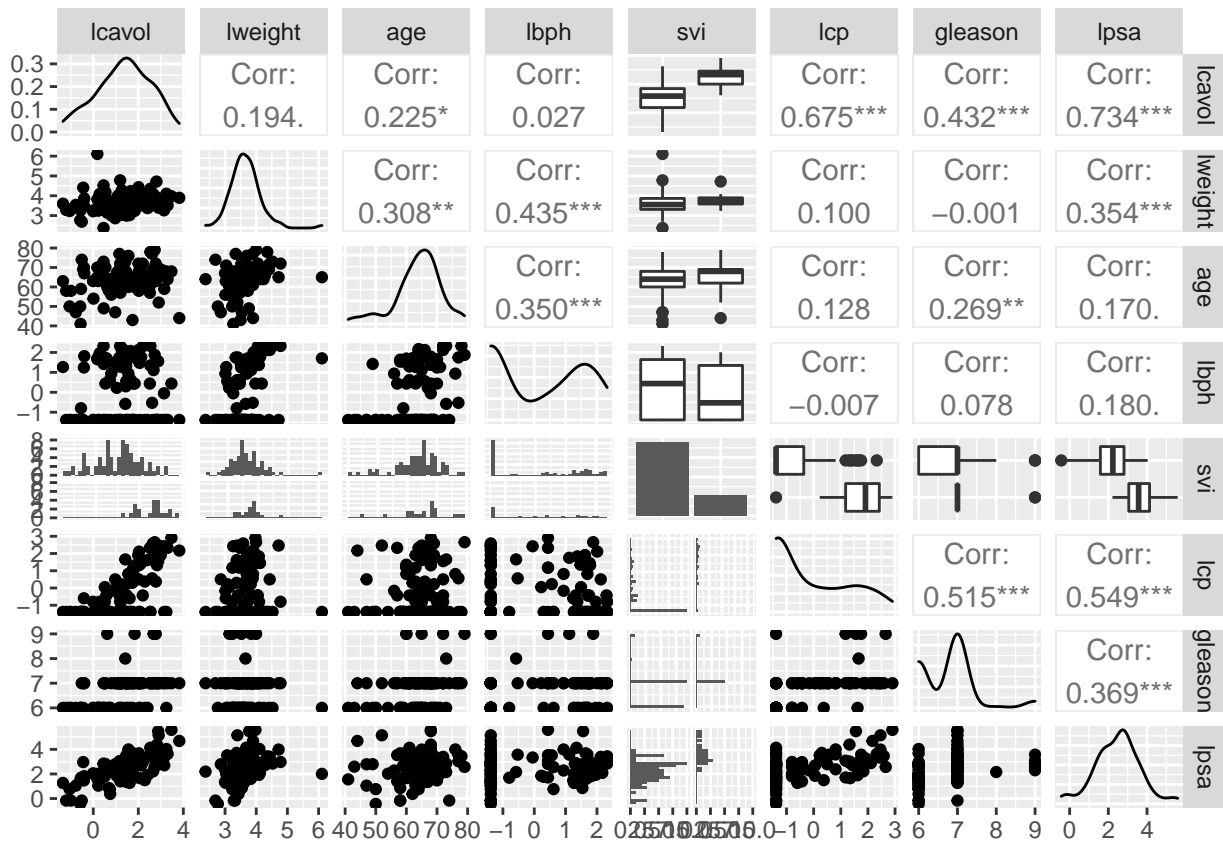 lcavol lweight age lbph svi lcp gleason lpsa
0.3
0.2
0.1
0.0
Corr:
0.194.
Corr:
0.225*
Corr:
0.027
Corr:
0.675***
Corr:
0.432***
Corr:
0.734***
lcavol
6
5
4
3
Corr:
0.308**
Corr:
0.435***
Corr:
0.100
Corr:
−0.001
Corr:
0.354***
lweight
80
70
60
50
40
Corr:
0.350***
Corr:
0.128
Corr:
0.269**
Corr:
0.170.
age
2
1
0
−1
Corr:
−0.007
Corr:
0.078
Corr:
0.180.
lbph
svi
3
2
1
0
−1
Corr:
0.515***
Corr:
0.549***
lcp
9
8
7
6
Corr:
0.369***
gleason
4
2
0
lpsa
0 2 4
3 4 5 6
40 50 60 70 80
−1 0 1 2
−1 0 1 2 3
6 7 8 9
0 2 4